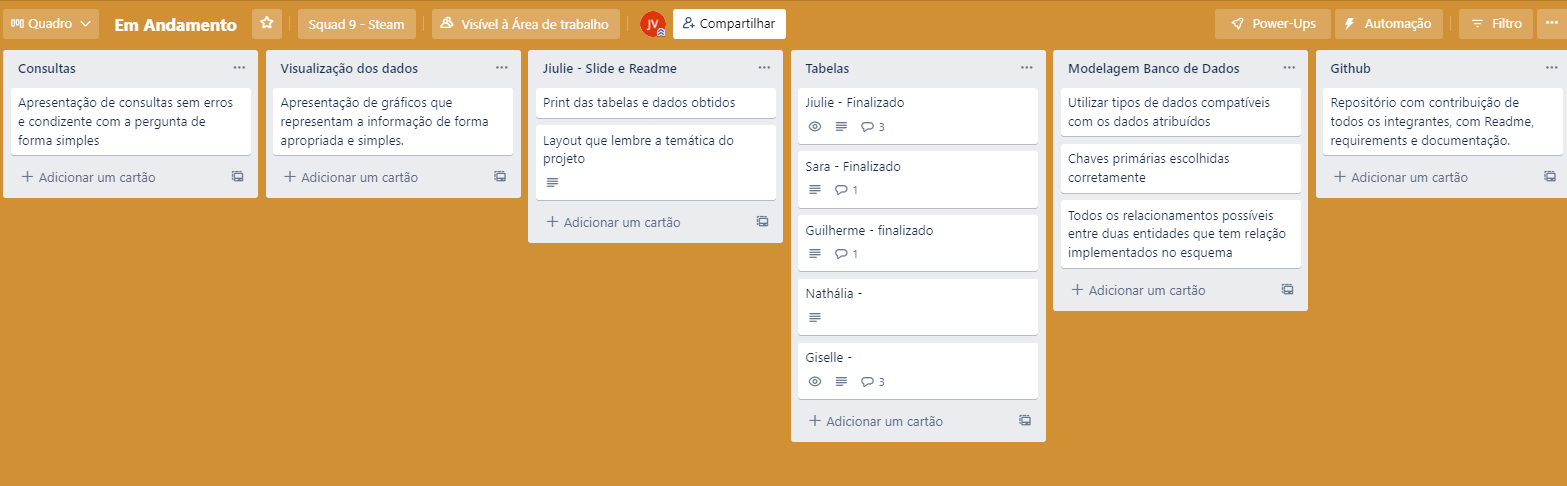 Quadro
Em Andamento
Squad 9 - Steam
Visível à Área de trabalho
JV
Compartilhar
Power-Ups
Automação
Filtro
Consultas
Apresentação de consultas sem erros
e condizente com a pergunta de
forma simples
Adicionar um cartão
Visualização dos dados
Apresentação de gráficos que
representam a informação de forma
apropriada e simples.
Adicionar um cartão
Jiulie - Slide e Readme
Print das tabelas e dados obtidos
Layout que lembre a temática do
projeto
Adicionar um cartão
Tabelas
Jiulie - Finalizado
3
Sara - Finalizado
1
Guilherme - finalizado
1
Nathália -
Giselle -
3
Adicionar um cartão
Modelagem Banco de Dados
Utilizar tipos de dados compatíveis
com os dados atribuídos
Chaves primárias escolhidas
corretamente
Todos os relacionamentos possíveis
entre duas entidades que tem relação
implementados no esquema
Adicionar um cartão
Github
Repositório com contribuição de
todos os integrantes, com Readme,
requirements e documentação.
Adicionar um cartão